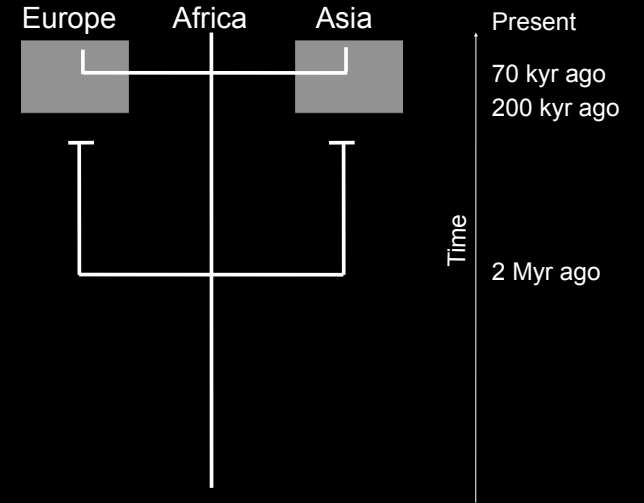 Europe Africa Asia Present
70 kyr ago
200 kyr ago
Time
2 Myr ago